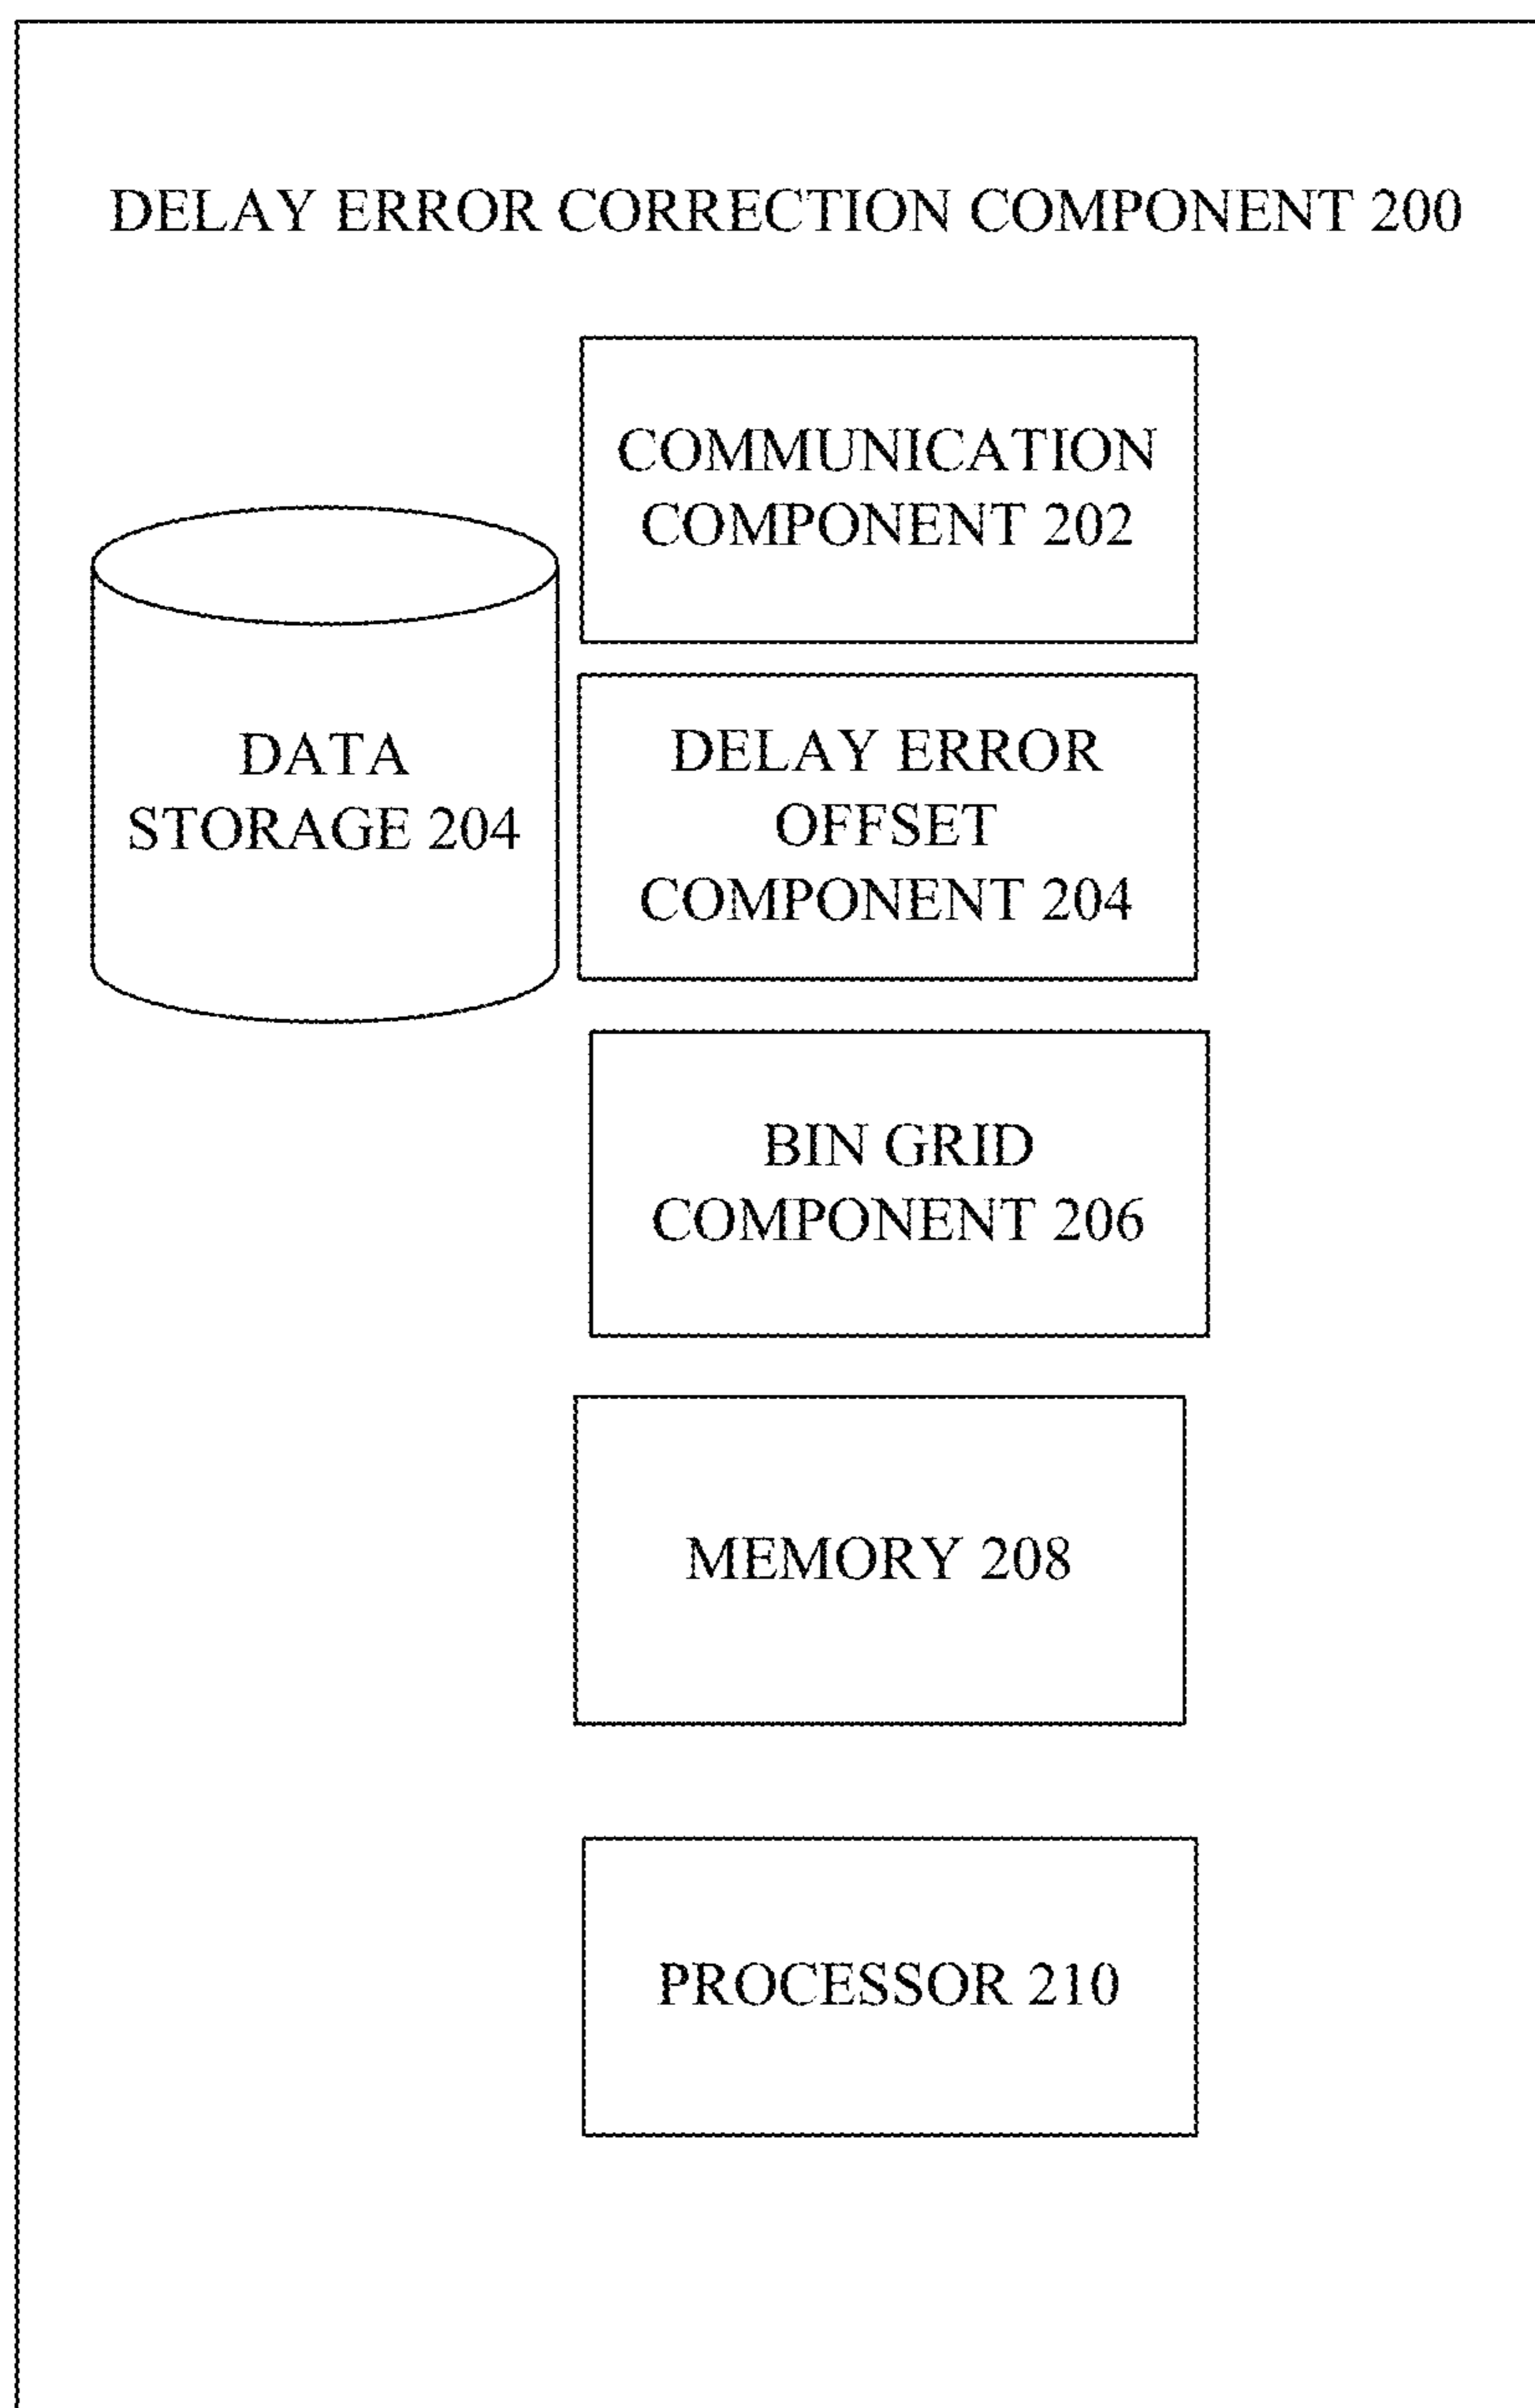 DELAY ERROR CORRECTION COMPONENT 200
COMMUNICATION
COMPONENT 202
DATA
STORAGE 204
DELAY ERROR
OFFSET
COMPONENT 204
BIN GRID
COMPONENT 206
MEMORY 208
PROCESSOR 210